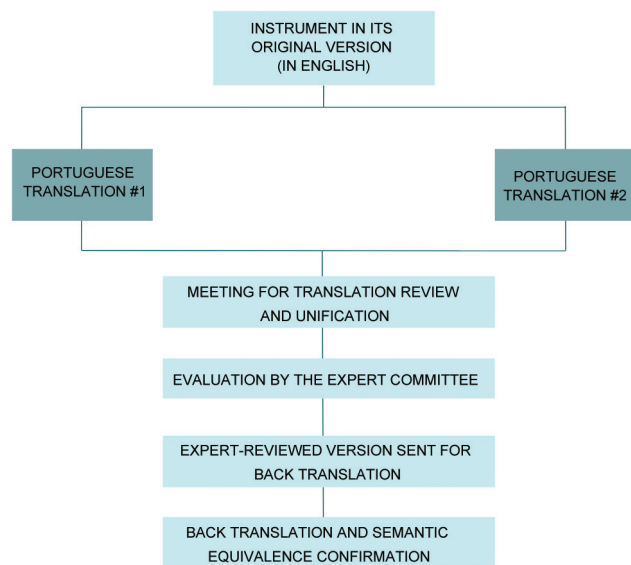 INSTRUMENT IN ITS
ORIGINAL VERSION
(IN ENGLISH)
PORTUGUESE
TRANSLATION #1
PORTUGUESE
TRANSLATION #2
MEETING FOR TRANSLATION REVIEW
AND UNIFICATION
EVALUATION BY THE EXPERT COMMITTEE
EXPERT-REVIEWED VERSION SENT FOR
BACK TRANSLATION
BACK TRANSLATION AND SEMANTIC
EQUIVALENCE CONFIRMATION